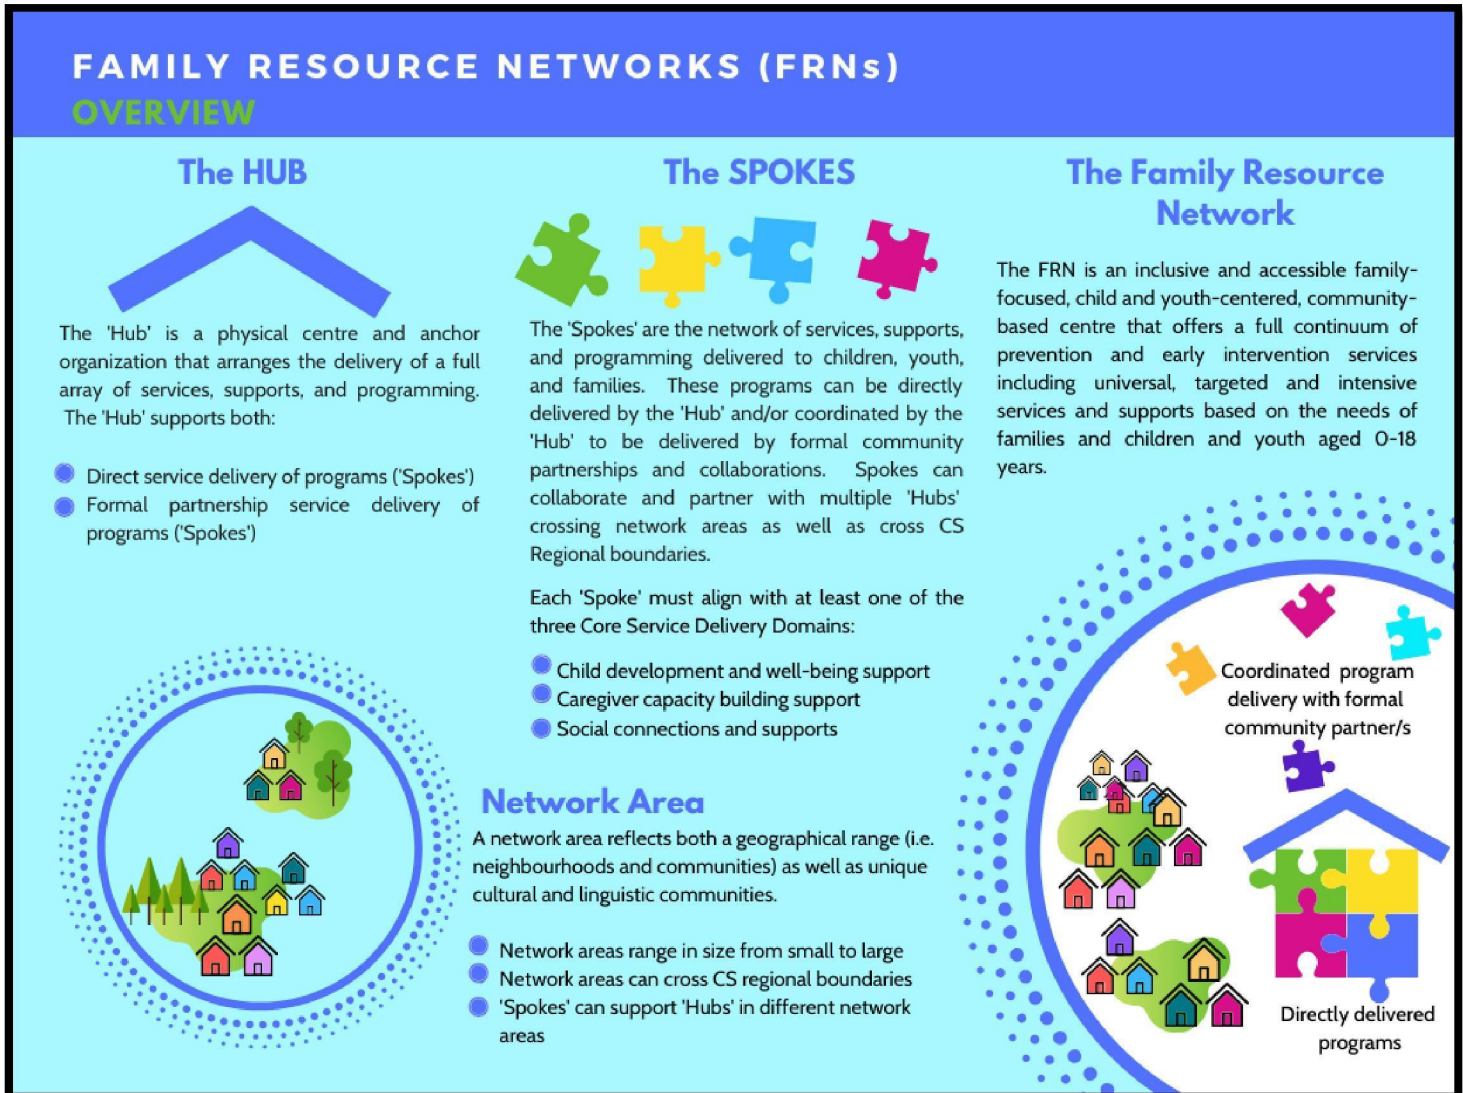 FAMILY RESOURCE NETWORKS (FRNs)
OVERVIEW
The HUB
The 'Hub' is a physical centre and anchor
organization that arranges the delivery of a full
array of services, supports, and programming.
The 'Hub' supports both:
Direct service delivery of programs ('Spokes')
Formal partnership service delivery of
programs ('Spokes')
The SPOKES
The 'Spokes' are the network of services, supports,
and programming delivered to children, youth,
and families. These programs can be directly
delivered by the 'Hub' and/or coordinated by the
'Hub' to be delivered by formal community
partnerships and collaborations. Spokes can
collaborate and partner with multiple 'Hubs'
crossing network areas as well as cross CS
Regional boundaries.
Each 'Spoke' must align with at least one of the
three Core Service Delivery Domains:
Child development and well-being support
Caregiver capacity building support
Social connections and supports
Network Area
A network area reflects both a geographical range (i.e.
neighbourhoods and communities) as well as unique
cultural and linguistic communities.
Network areas range in size from small to large
Network areas can cross CS regional boundaries
'Spokes' can support 'Hubs' in different network
areas
The Family Resource
Network
The FRN is an inclusive and accessible family-
focused, child and youth-centered, community-
based centre that offers a full continuum of
prevention and early intervention services
including universal, targeted and intensive
services and supports based on the needs of
families and children and youth aged 0-18
years.
Coordinated program
delivery with formal
community partner/s
Directly delivered
programs